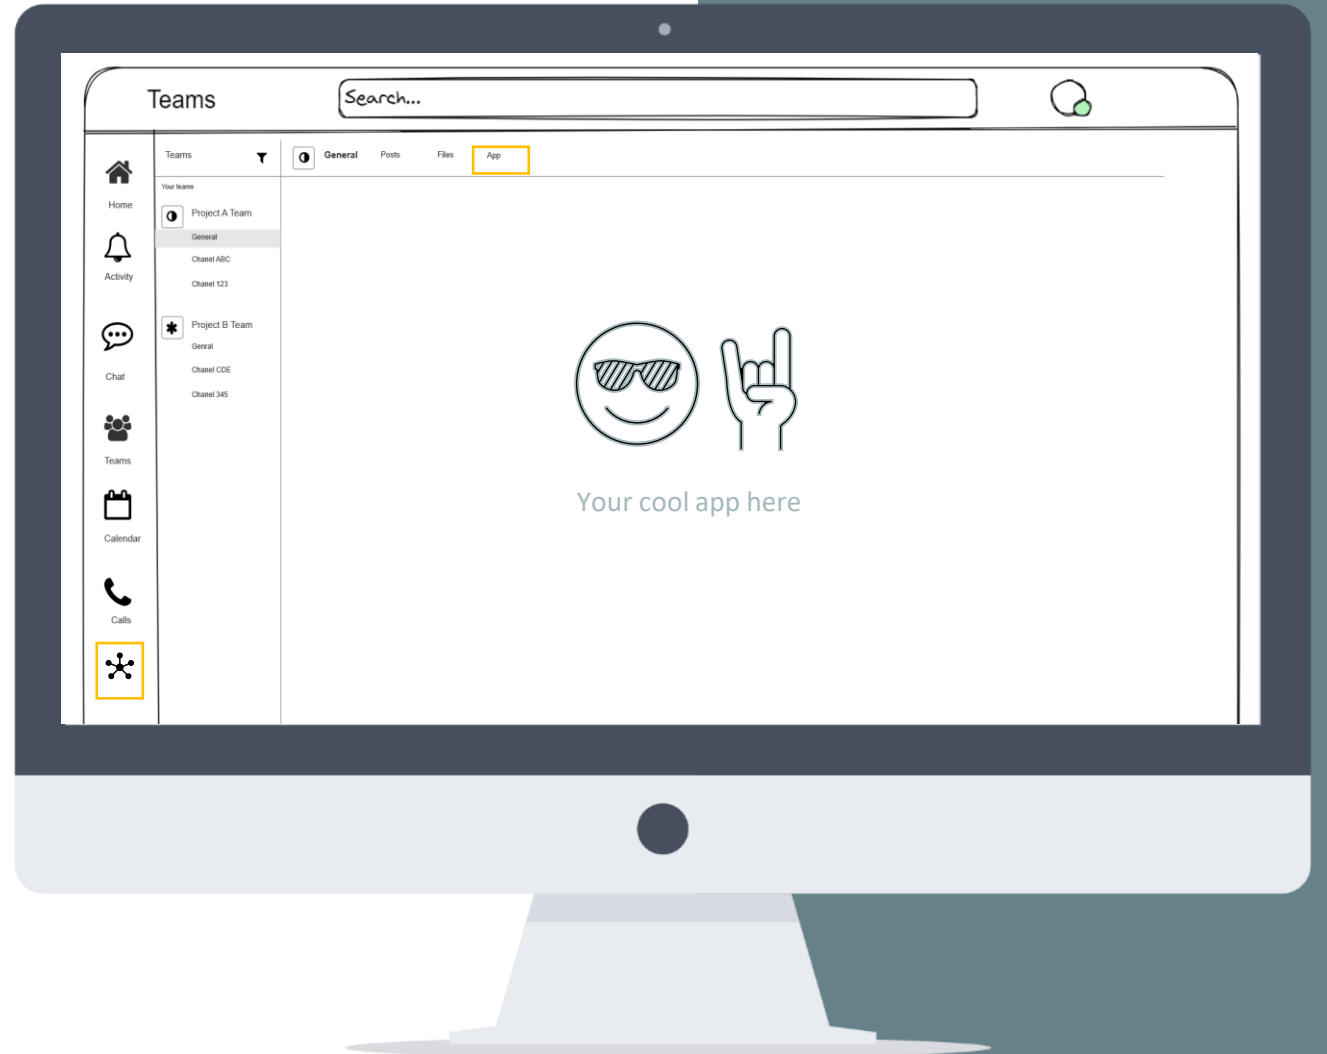 Teams
Search...
Home
Activity
Chat
Teams
Calendar
Calls
Teams
Your teams
Project A Team
General
Chanel ABC
Chanel 123
Project B Team
Genral
Chanel CDE
Chanel 345
General Posts Files App
Your cool app here